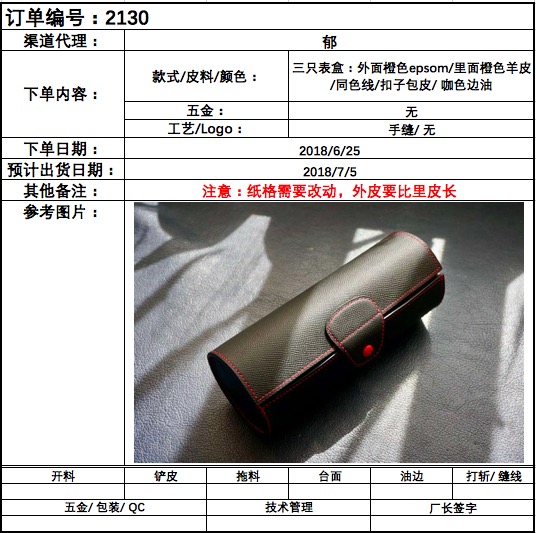 订单编号：2130
渠道代理： 郁
下单内容：
款式/皮料/颜色： 三只表盒：外面橙色epsom/里面橙色羊皮
/同色线/扣子包皮/ 咖色边油
五金： 无
工艺/Logo： 手缝/ 无
下单日期： 2018/6/25
预计出货日期： 2018/7/5
其他备注： 注意：纸格需要改动，外皮要比里皮长
参考图片：
开料 铲皮 拖料 台面 油边 打斩/ 缝线
五金/ 包装/ QC 技术管理 厂长签字